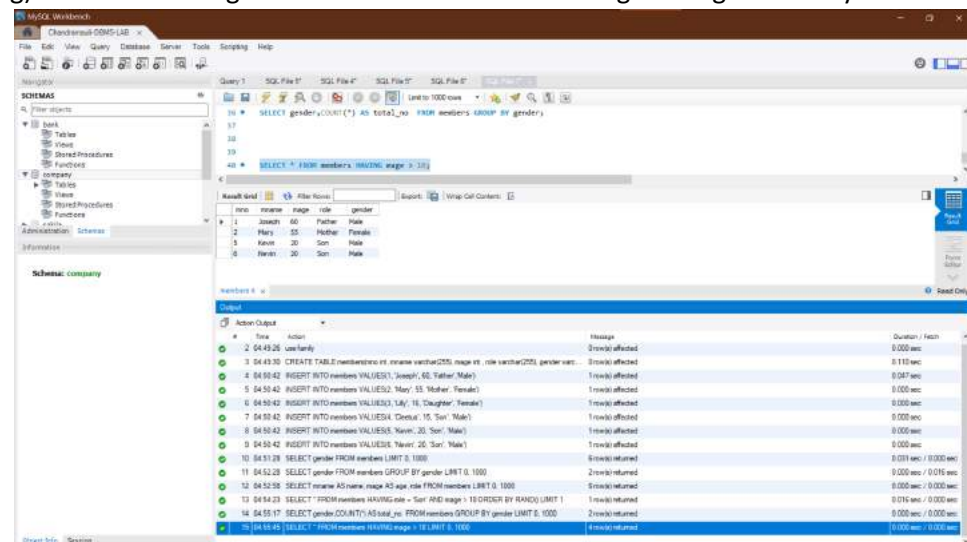 MySQL Workbench
File Edit View Query Database Server Tools Scripting Help
Navigator
Query 1 SQL File 3* SQL File 4* SQL File 5* SQL File 6*
SCHEMAS
Limit to 1000 rows
Filter objects
36 SELECT gender,COUNT(*) AS total_no FROM members GROUP BY gender;
bank
Tables
Views
Stored Procedures
Functions
37
38
39
40 SELECT * FROM members HAVING mage > 18;
company
Tables
Views
Stored Procedures
Functions
Result Grid Filter Rows: Export: Wrap Cell Content:
mno mname mage role gender
1 Joseph 60 Father Male
2 Mary 55 Mother Female
5 Kevin 20 Son Male
6 Nevin 20 Son Male
Result Grid
Form Editor
Administration Schemas
Information
Schema: company
members 6
Read Only
Output
Action Output
# Time Action Message Duration / Fetch
2 04:49:26 use family 0 row(s) affected 0.000 sec
3 04:49:30 CREATE TABLE members(mno int, mname varchar(255), mage int, role varchar(255), gender varc... 0 row(s) affected 0.110 sec
4 04:50:42 INSERT INTO members VALUES(1, 'Joseph', 60, 'Father','Male') 1 row(s) affected 0.047 sec
5 04:50:42 INSERT INTO members VALUES(2, 'Mary', 55, 'Mother', 'Female') 1 row(s) affected 0.000 sec
6 04:50:42 INSERT INTO members VALUES(3, 'Lily', 16, 'Daughter', 'Female') 1 row(s) affected 0.000 sec
7 04:50:42 INSERT INTO members VALUES(4, 'Cleetus', 15, 'Son', 'Male') 1 row(s) affected 0.000 sec
8 04:50:42 INSERT INTO members VALUES(5, 'Kevin', 20, 'Son', 'Male') 1 row(s) affected 0.000 sec
9 04:50:42 INSERT INTO members VALUES(6, 'Nevin', 20, 'Son', 'Male') 1 row(s) affected 0.000 sec
10 04:51:28 SELECT gender FROM members LIMIT 0, 1000 6 row(s) returned 0.031 sec / 0.000 sec
11 04:52:28 SELECT gender FROM members GROUP BY gender LIMIT 0, 1000 2 row(s) returned 0.000 sec / 0.016 sec
12 04:52:58 SELECT mname AS name, mage AS age, role FROM members LIMIT 0, 1000 row(s) returned 0.000 sec / 0.000 sec
13 04:54:23 SELECT * FROM members HAVING role = 'Son' AND mage > 18 ORDER BY RAND() LIMIT 1 1 row(s) returned 0.016 sec / 0.000 sec
14 04:55:17 SELECT gender,COUNT(*) AS total_no FROM members GROUP BY gender LIMIT 0, 1000 2 row(s) returned 0.000 sec / 0.000 sec
15 04:55:45 SELECT * FROM members HAVING mage > 18 LIMIT 0, 1000 4 row(s) returned 0.000 sec / 0.000 sec
Object Info Session